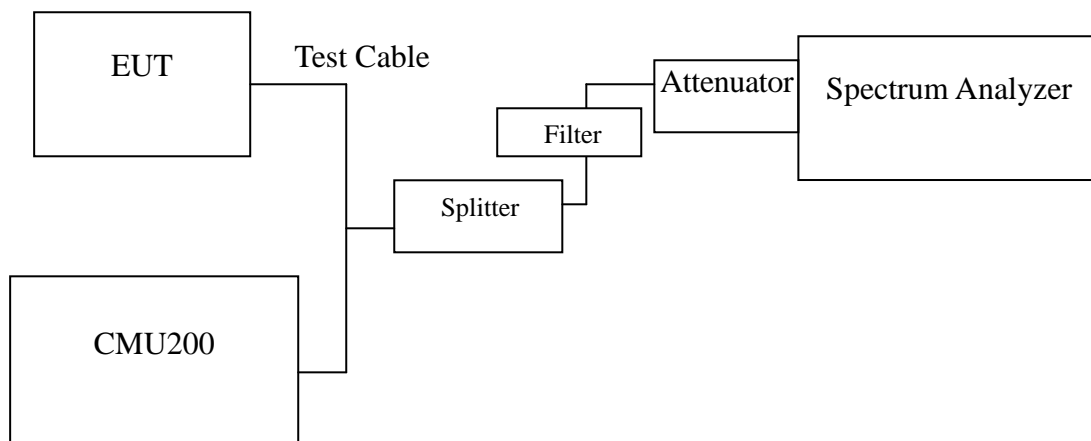 EUT
Test Cable
Attenuator
Spectrum Analyzer
Filter
Splitter
CMU200